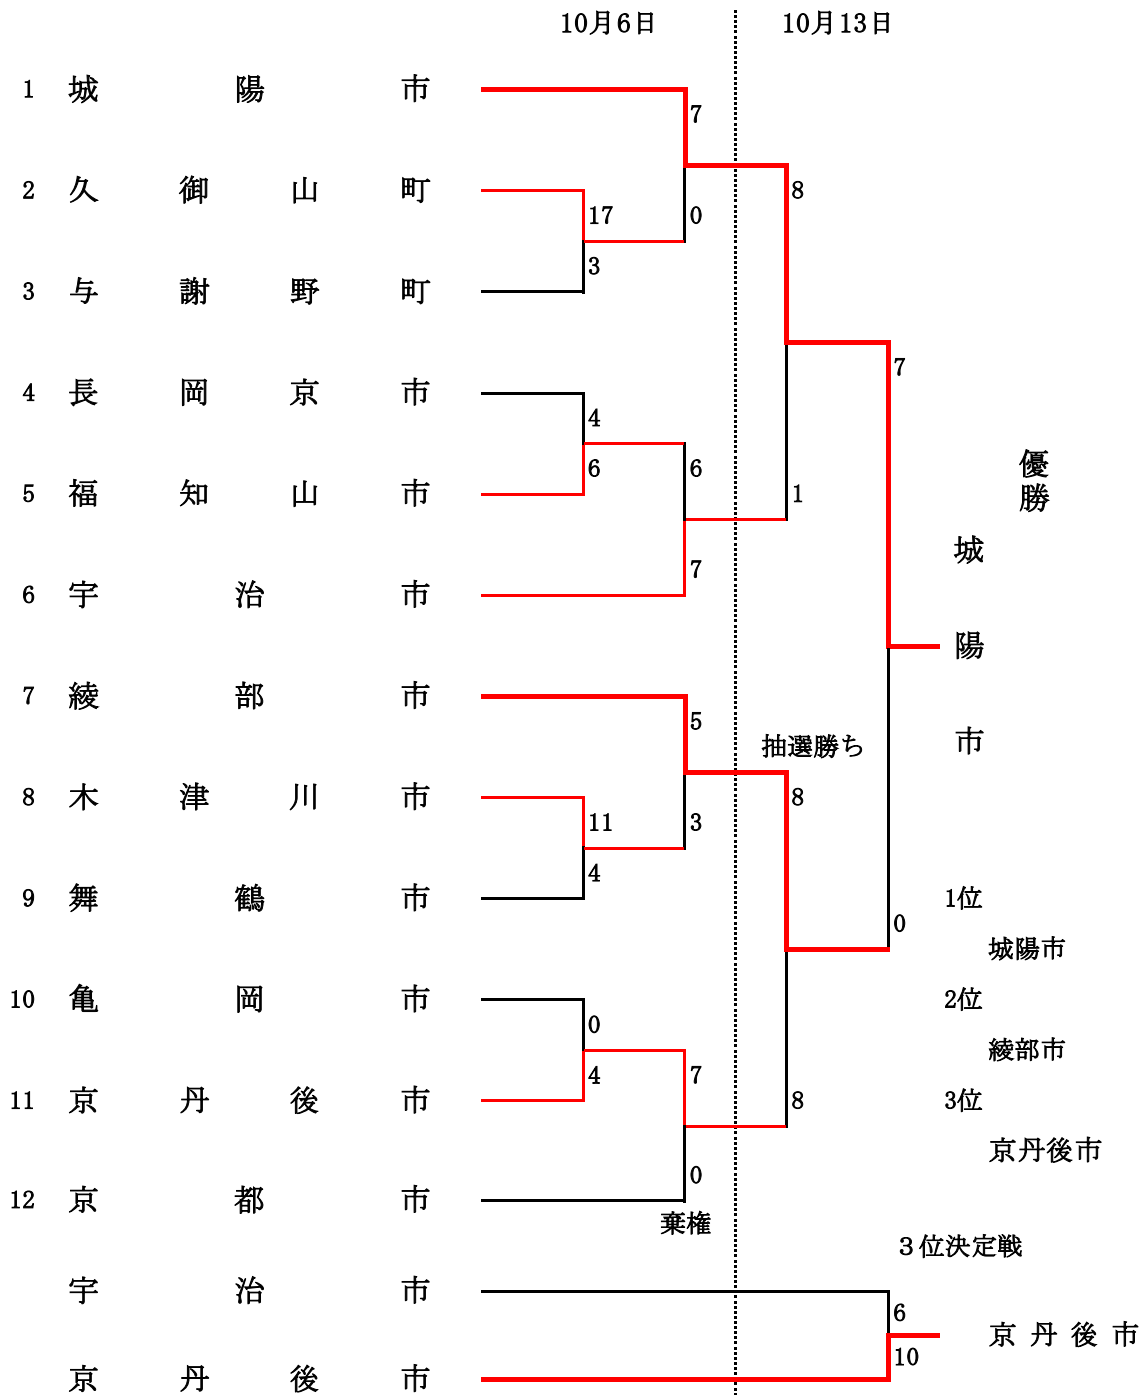 10月6日 10月13日
1 城陽市
7
2 久御山町
8
17
0
3
3 与謝野町
7
4 長岡京市
4
優勝
6
6
5 福知山市
1
城陽市
7
6 宇治市
7 綾部市
5
抽選勝ち
8 木津川市
8
11
3
4
9 舞鶴市
1位
0
城陽市
10 亀岡市
2位
0
綾部市
4
7
11 京丹後市
8
3位
京丹後市
0
12 京都市
棄権
3位決定戦
宇治市
6
京丹後市
10
京丹後市